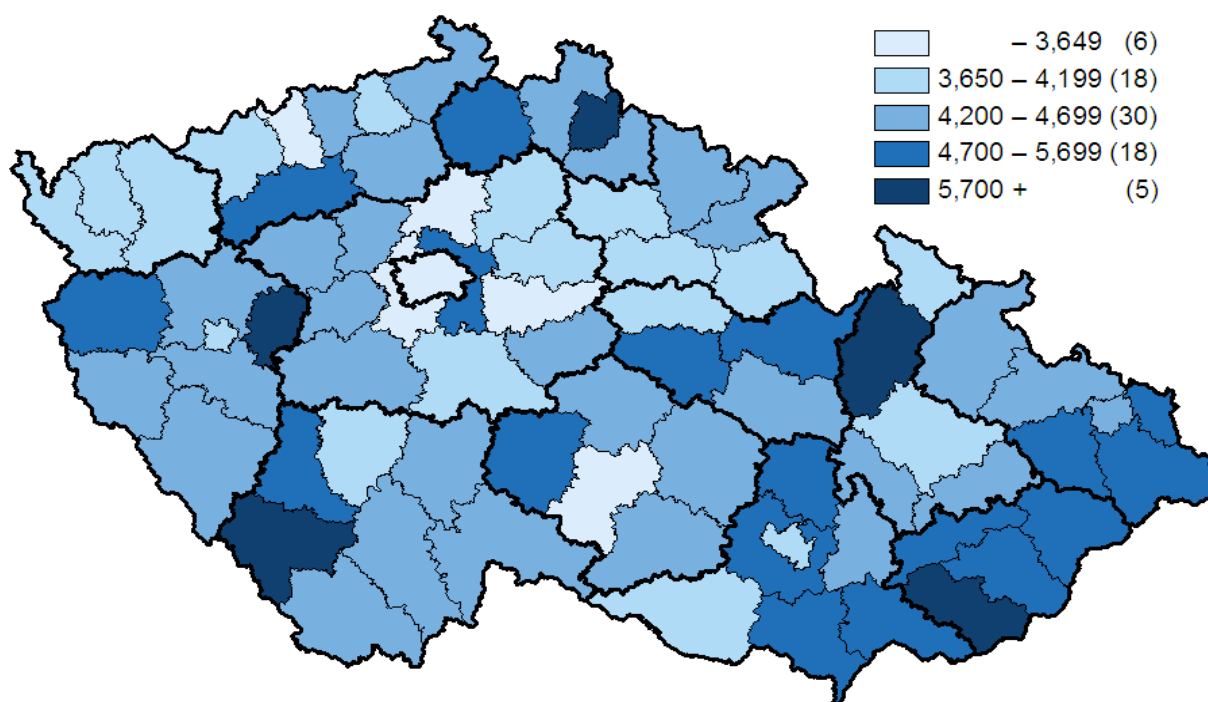 – 3,649 (6)
3,650 – 4,199 (18)
4,200 – 4,699 (30)
4,700 – 5,699 (18)
5,700 + (5)